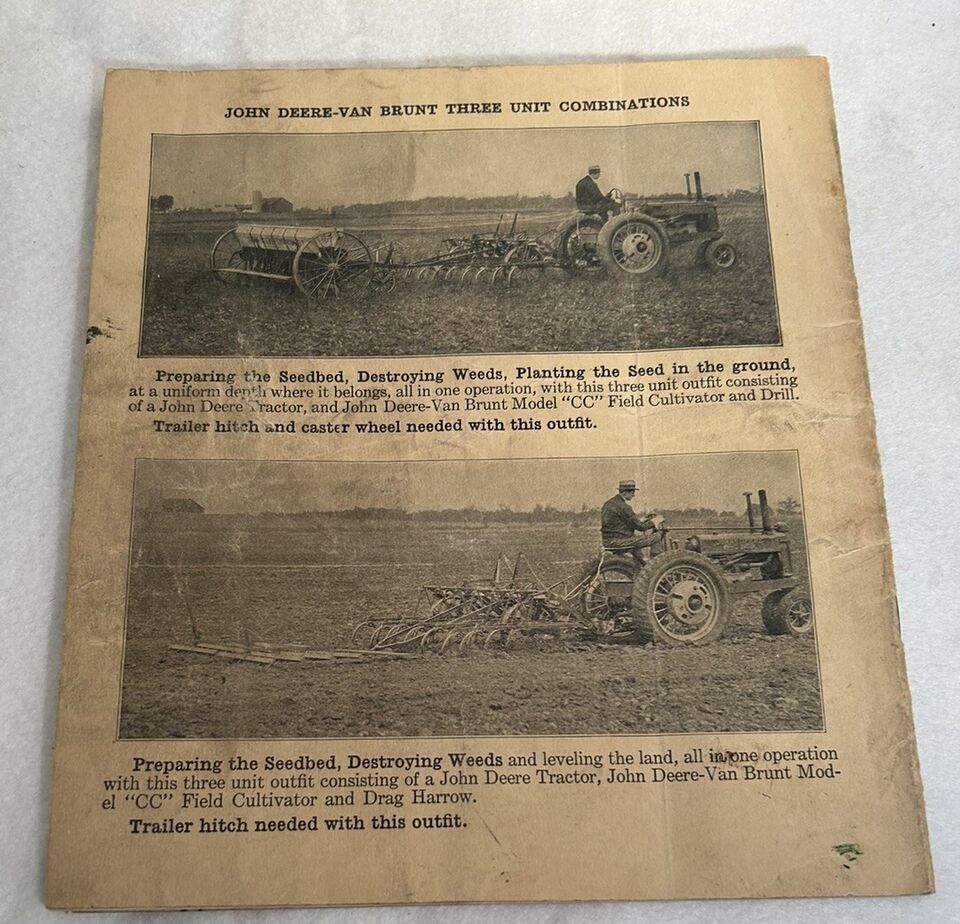 JOHN DEERE-VAN BRUNT THREE UNIT COMBINATIONS
Preparing the Seedbed, Destroying Weeds, Planting the Seed in the ground,
at a uniform depth where it belongs, all in one operation, with this three unit outfit consisting
of a John Deere Tractor, and John Deere-Van Brunt Model "CC" Field Cultivator and Drill.
Trailer hitch and caster wheel needed with this outfit.
Preparing the Seedbed, Destroying Weeds and leveling the land, all in one operation
with this three unit outfit consisting of a John Deere Tractor, John Deere-Van Brunt Mod-
el "CC" Field Cultivator and Drag Harrow.
Trailer hitch needed with this outfit.